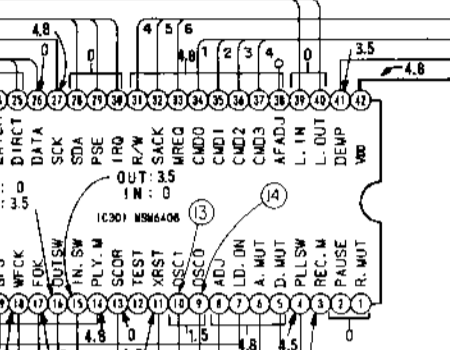 4.8
0
0
4 5 6
4.8 1 2 3 4
0
3.5
4.8
25 26 27 28 29 30 31 32 33 34 35 36 37 38 39 40 41 42
DIRCT DATA SCK SDA PSE IRQ R/W SACK MREQ CMD0 CMD1 CMD2 CMD3 AFADJ L.IN L.OUT DEMP VDD
OUT: 3.5
IN: 0
: 0
: 3.5
(C30) MSM6406
13
14
WFCK FOK OUTSW IN.SW PLY.M SCOR TEST XRST OSC1 OSC0 ADJ LD.ON A.MUT D.MUT PLLSW REC.M PAUSE R.MUT
18 17 16 15 14 13 12 11 10 9 8 7 6 5 4 3 2 1
4.8
0
1.5
4.8
4.5
0